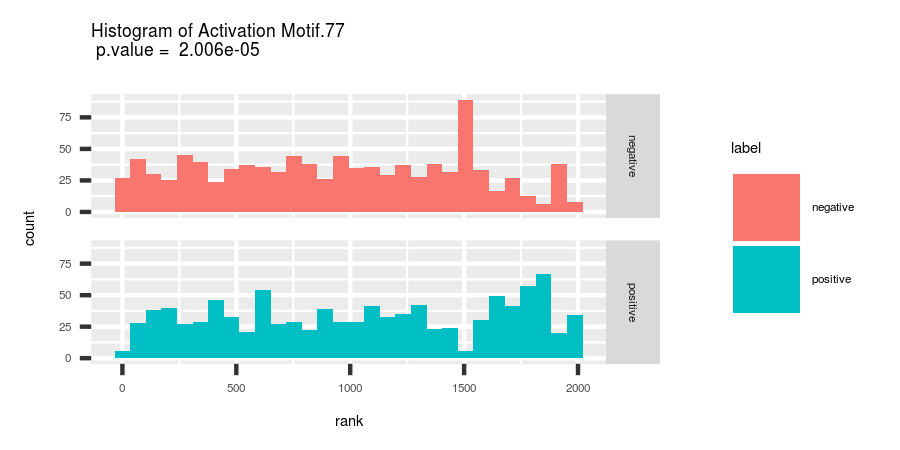 Histogram of Activation Motif.77
p.value =  2.006e-05
count
75
50
25
0
negative
75
50
25
0
positive
0 500 1000 1500 2000
rank
label
negative
positive